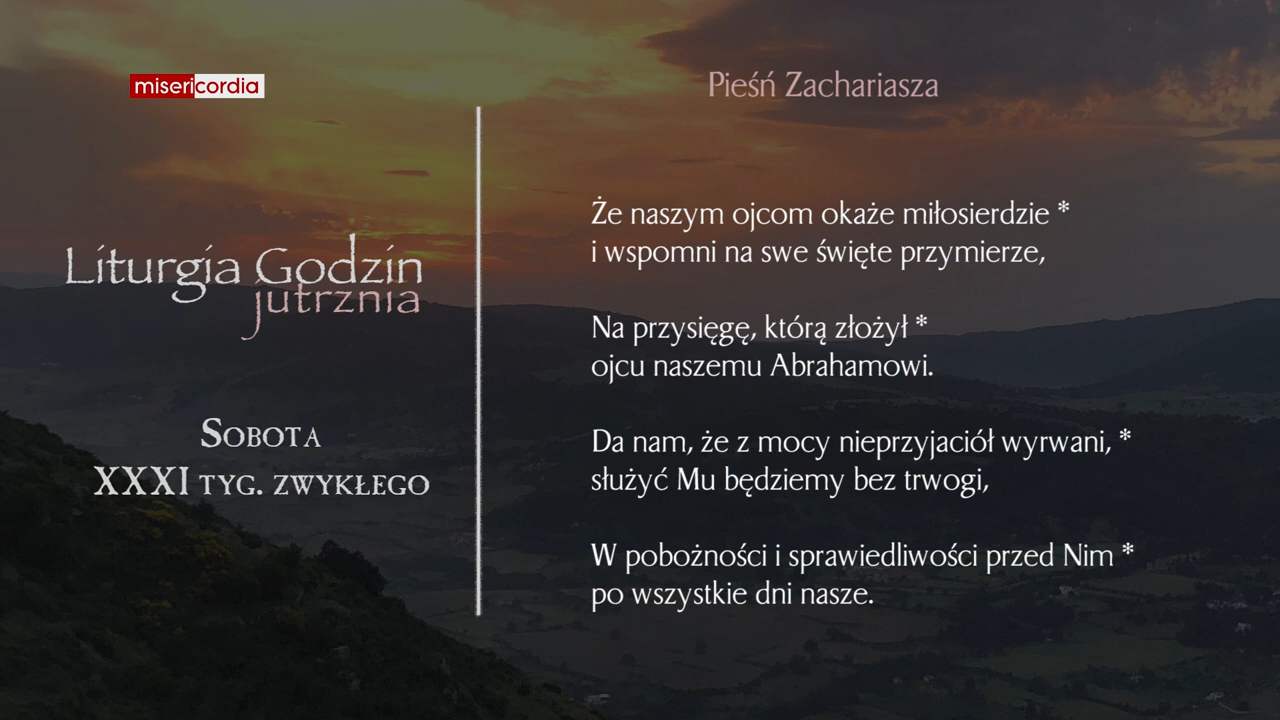 misericordia
Liturgia Godzin
jutrznia
Sobota
XXXI tyg. zwykłego
Pieśń Zachariasza
Że naszym ojcom okaże miłosierdzie *
i wspomni na swe święte przymierze,
Na przysięgę, którą złożył *
ojcu naszemu Abrahamowi.
Da nam, że z mocy nieprzyjaciół wyrwani, *
służyć Mu będziemy bez trwogi,
W pobożności i sprawiedliwości przed Nim *
po wszystkie dni nasze.